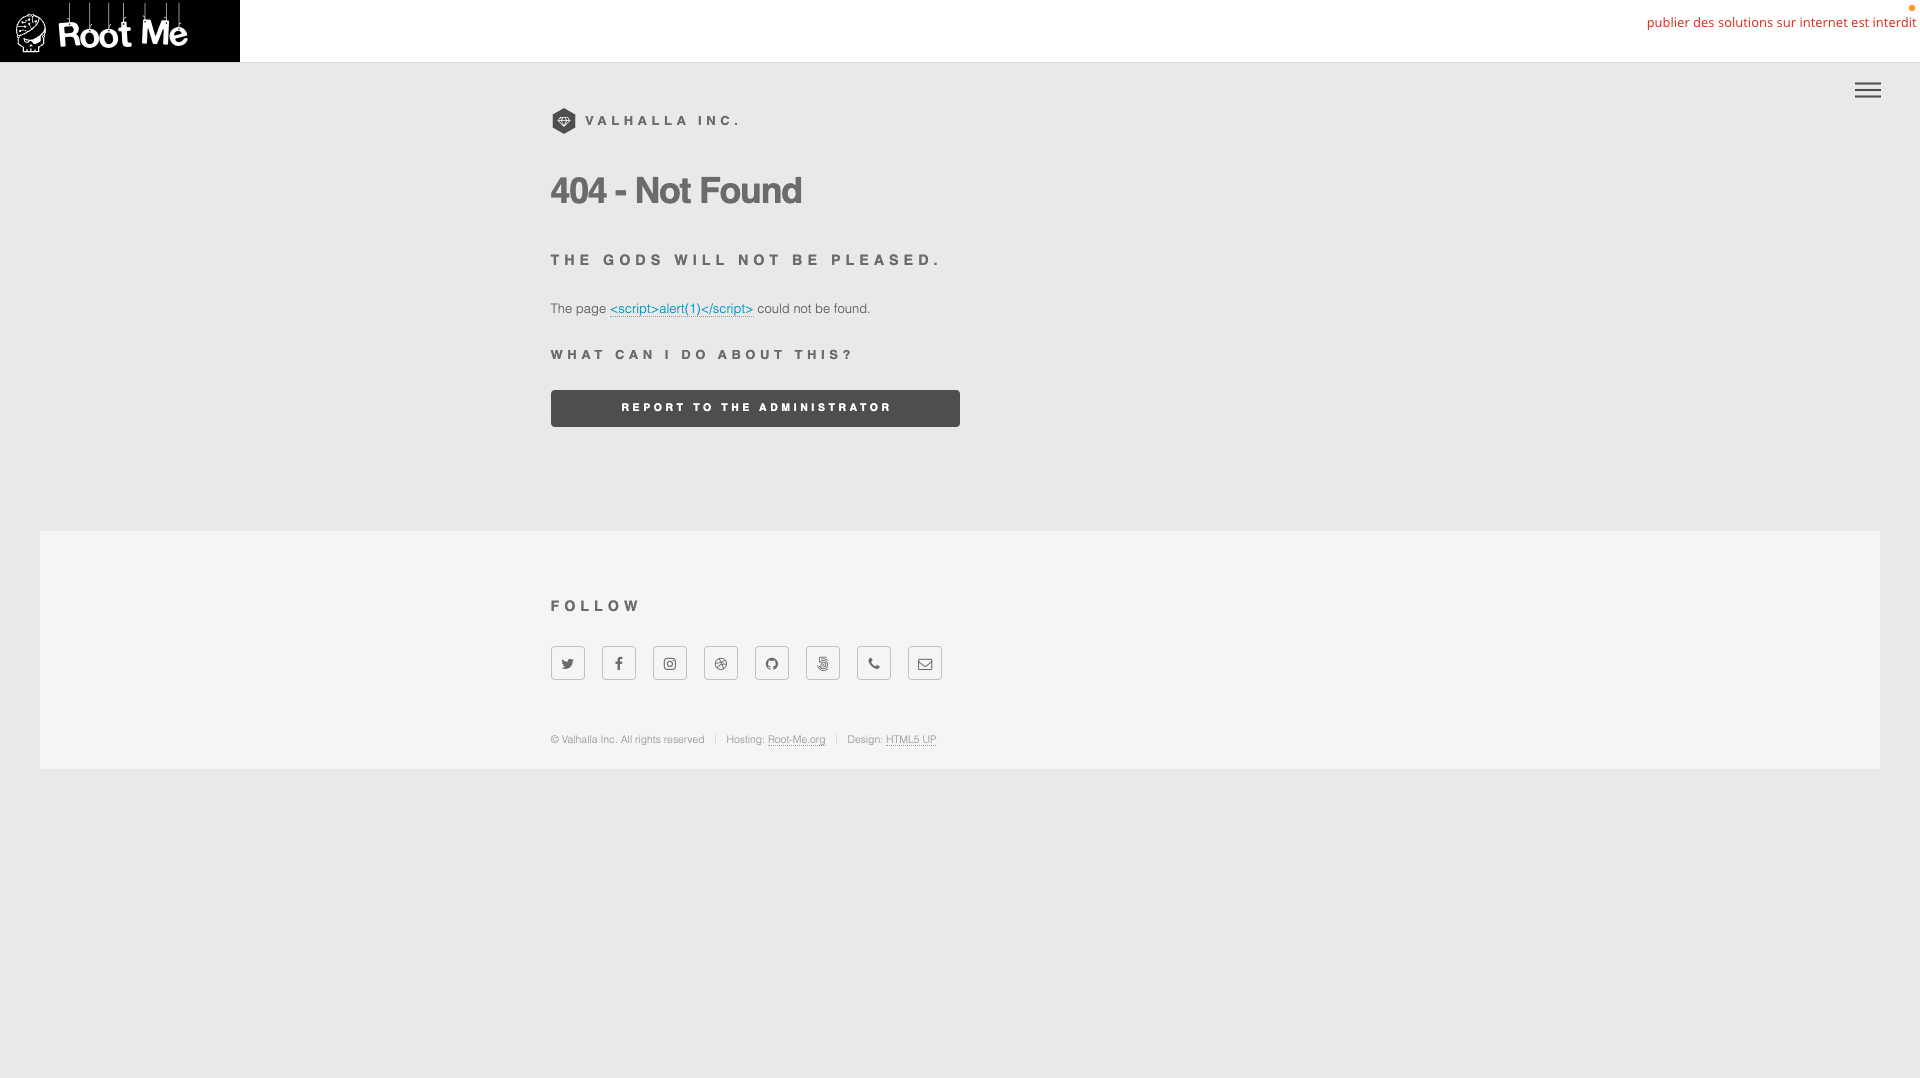 Root Me
publier des solutions sur internet est interdit
VALHALLA INC.
404 - Not Found
THE GODS WILL NOT BE PLEASED.
The page <script>alert(1)</script> could not be found.
WHAT CAN I DO ABOUT THIS?
REPORT TO THE ADMINISTRATOR
FOLLOW
© Valhalla Inc. All rights reserved
Hosting: Root-Me.org
Design: HTML5 UP